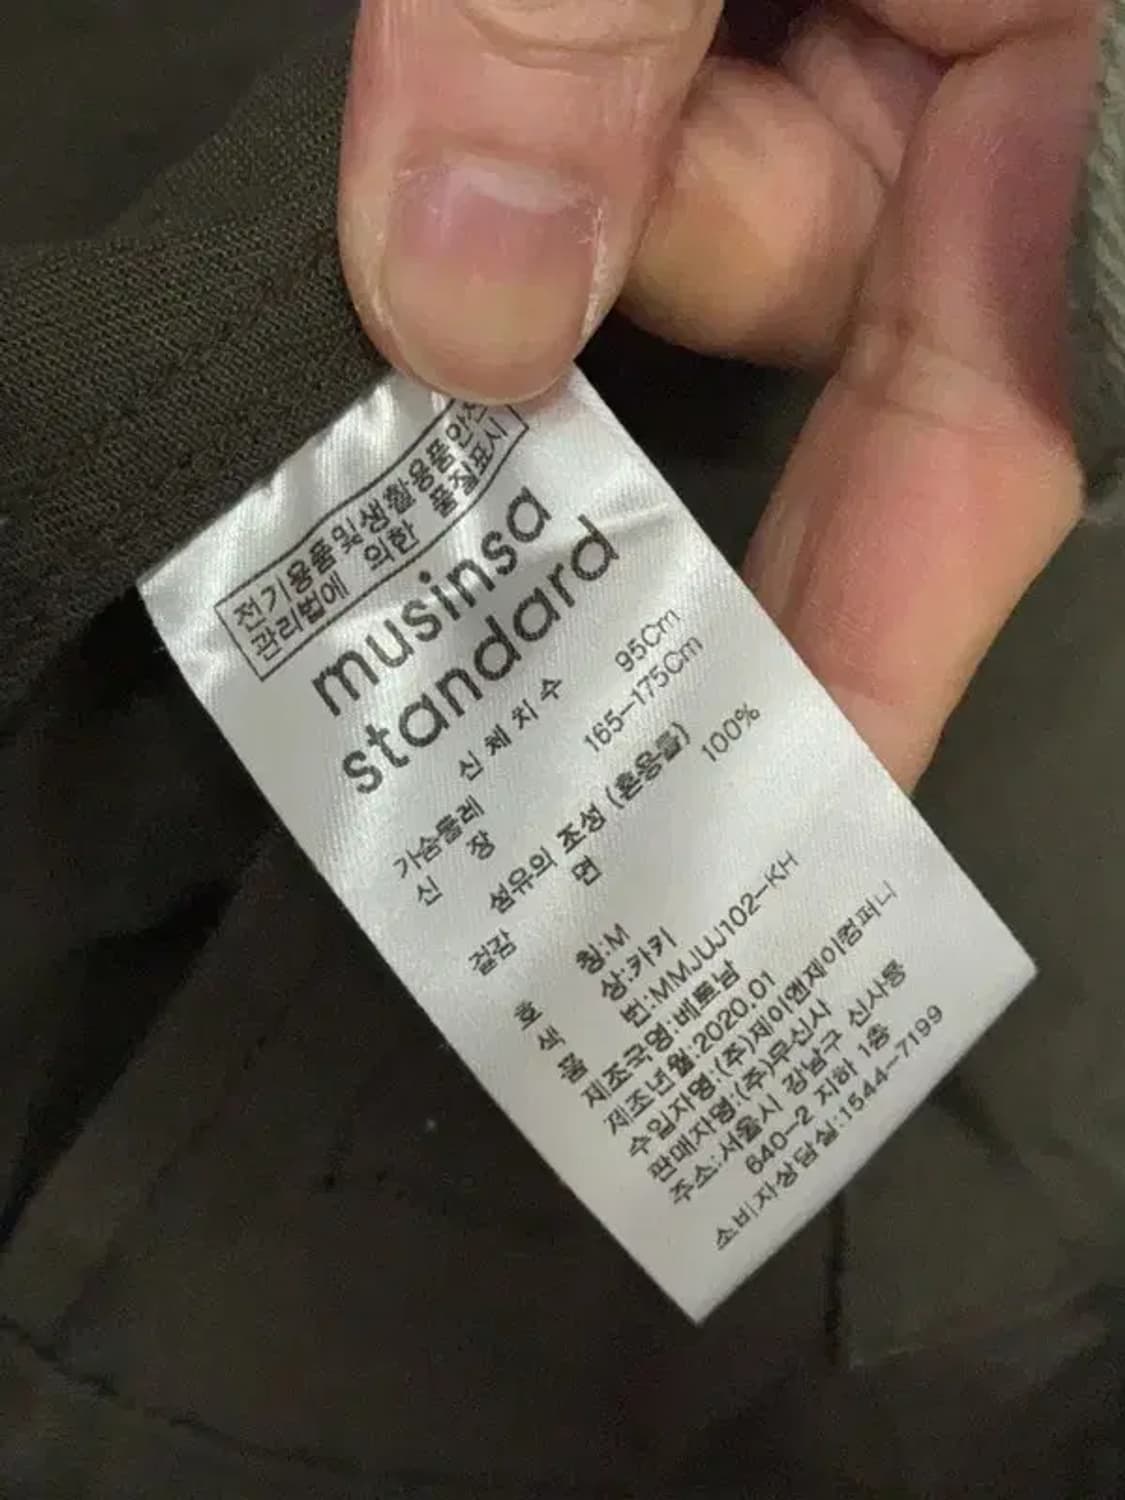 전기용품및생활용품안전
관리법에 의한 품질표시
musinsa
standard
신 체 치 수
가슴둘레 95Cm
신 장 165-175Cm
섬유의 조성 (혼용률)
겉감 면 100%
호 칭:M
색 상:카키
품 번:MMJUJ102-KH
제조국명:베트남
제조년월:2020.01
수입자명:(주)제이엔제이컴퍼니
판매자명:(주)무신사
주소:서울시 강남구 신사동
640-2 지하 1층
소비자상담실:1544-7199